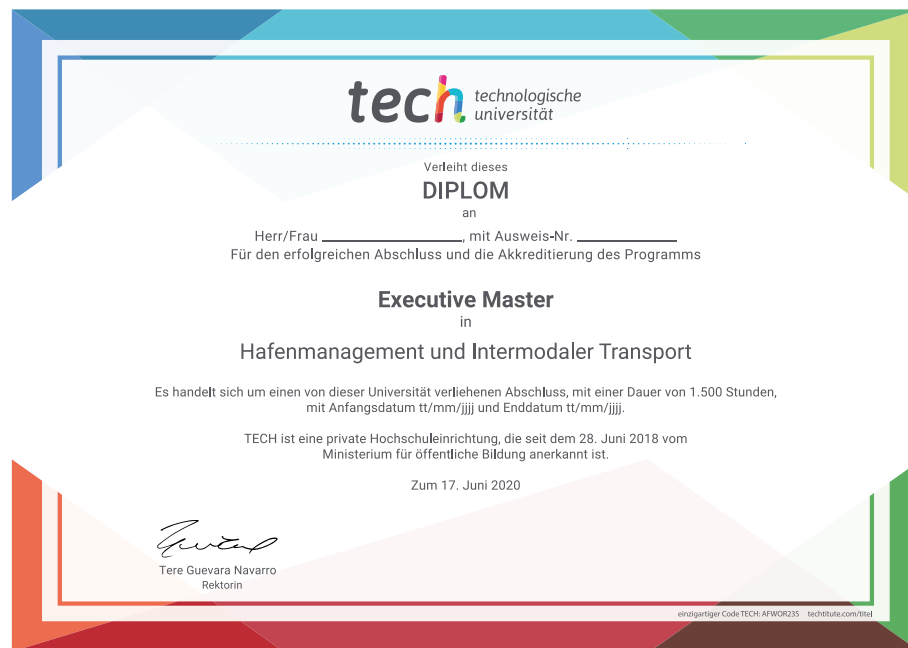 tech technologische
universität
Verleiht dieses
DIPLOM
an
Herr/Frau ____________________, mit Ausweis-Nr. ______________
Für den erfolgreichen Abschluss und die Akkreditierung des Programms
Executive Master
in
Hafenmanagement und Intermodaler Transport
Es handelt sich um einen von dieser Universität verliehenen Abschluss, mit einer Dauer von 1.500 Stunden,
mit Anfangsdatum tt/mm/jjjj und Enddatum tt/mm/jjjj.
TECH ist eine private Hochschuleinrichtung, die seit dem 28. Juni 2018 vom
Ministerium für öffentliche Bildung anerkannt ist.
Zum 17. Juni 2020
Tere Guevara Navarro
Rektorin
einzigartiger Code TECH: AFWOR23S techtitute.com/titel